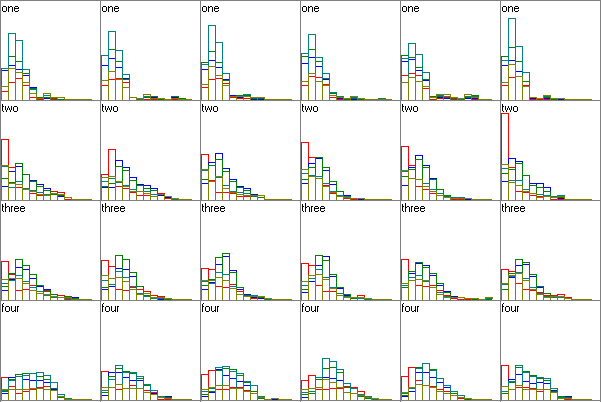 one one one one one one
two two two two two two
three three three three three three
four four four four four four